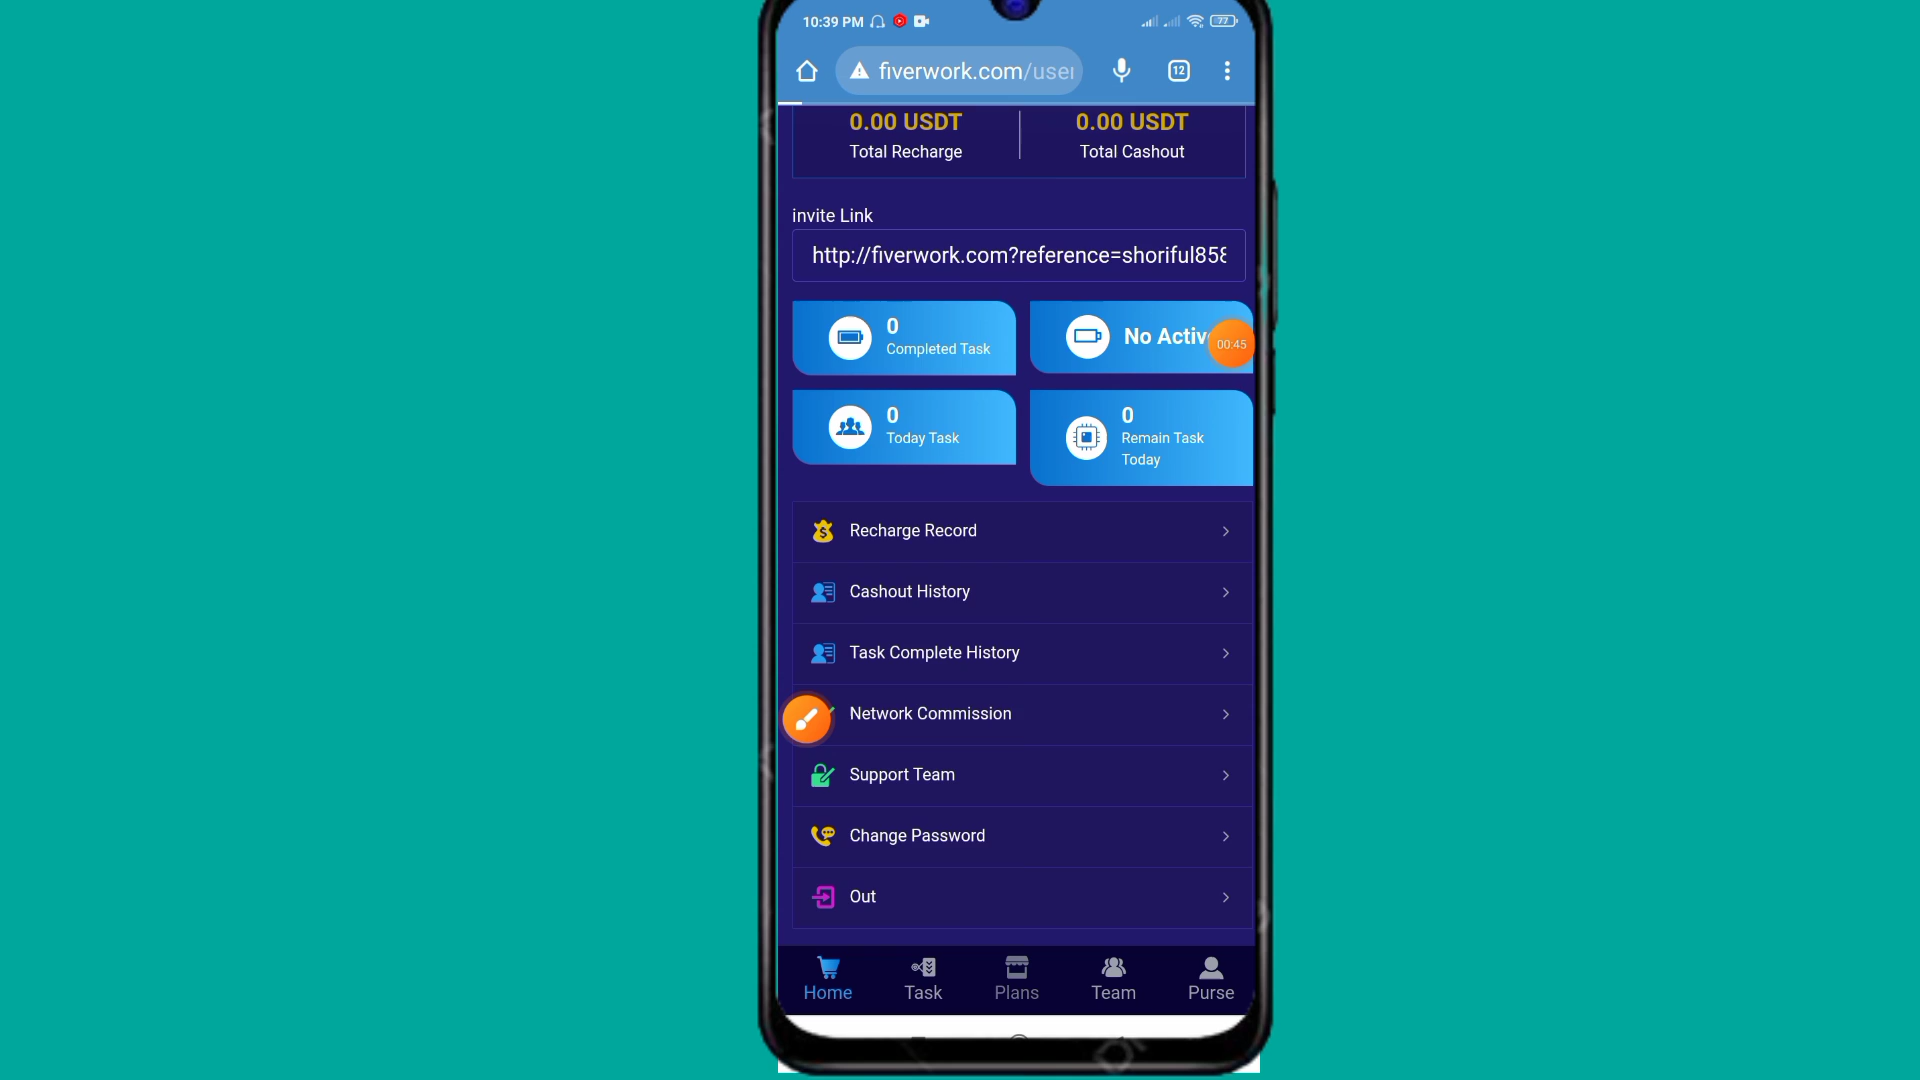 10:39 PM
77
fiverwork.com/user
12
0.00 USDT
0.00 USDT
Total Recharge
Total Cashout
invite Link
http://fiverwork.com?reference=shoriful858
0
Completed Task
No Activ
00:45
0
Today Task
0
Remain Task
Today
Recharge Record
Cashout History
Task Complete History
Network Commission
Support Team
Change Password
Out
Home
Task
Plans
Team
Purse